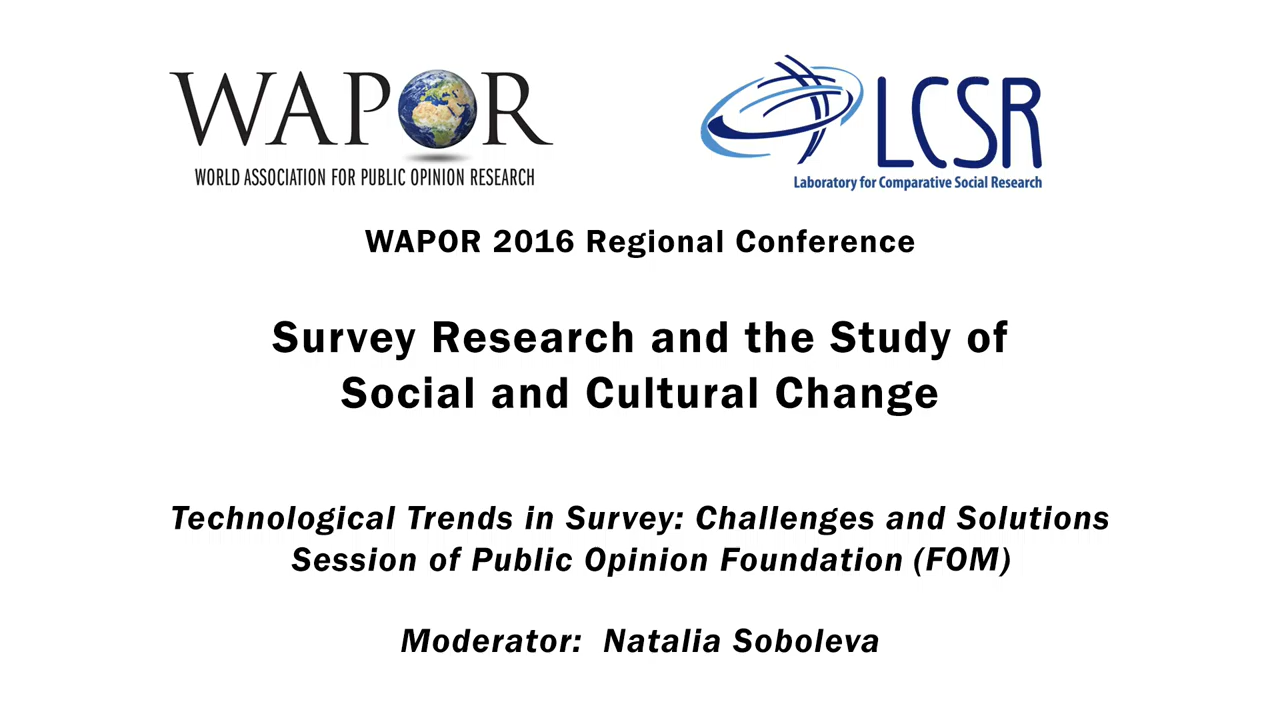 WAPOR
WORLD ASSOCIATION FOR PUBLIC OPINION RESEARCH
LCSR
Laboratory for Comparative Social Research
WAPOR 2016 Regional Conference
Survey Research and the Study of
Social and Cultural Change
Technological Trends in Survey: Challenges and Solutions
Session of Public Opinion Foundation (FOM)
Moderator: Natalia Soboleva